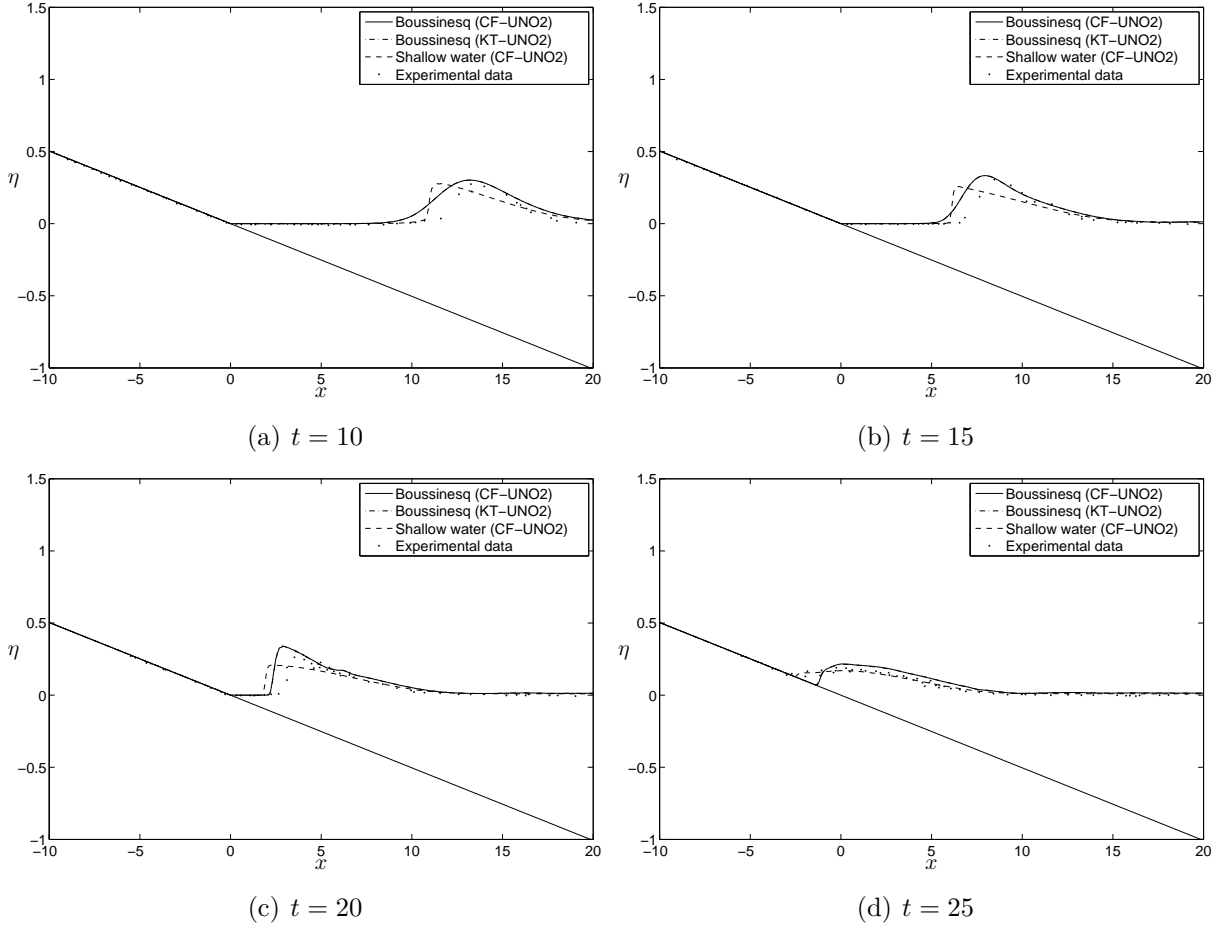 1.5
1
0.5
0
−0.5
−1
η
−10
−5
0
5
10
15
20
x
Boussinesq (CF−UNO2)
Boussinesq (KT−UNO2)
Shallow water (CF−UNO2)
Experimental data
(a) t = 10
1.5
1
0.5
0
−0.5
−1
η
−10
−5
0
5
10
15
20
x
Boussinesq (CF−UNO2)
Boussinesq (KT−UNO2)
Shallow water (CF−UNO2)
Experimental data
(b) t = 15
1.5
1
0.5
0
−0.5
−1
η
−10
−5
0
5
10
15
20
x
Boussinesq (CF−UNO2)
Boussinesq (KT−UNO2)
Shallow water (CF−UNO2)
Experimental data
(c) t = 20
1.5
1
0.5
0
−0.5
−1
η
−10
−5
0
5
10
15
20
x
Boussinesq (CF−UNO2)
Boussinesq (KT−UNO2)
Shallow water (CF−UNO2)
Experimental data
(d) t = 25